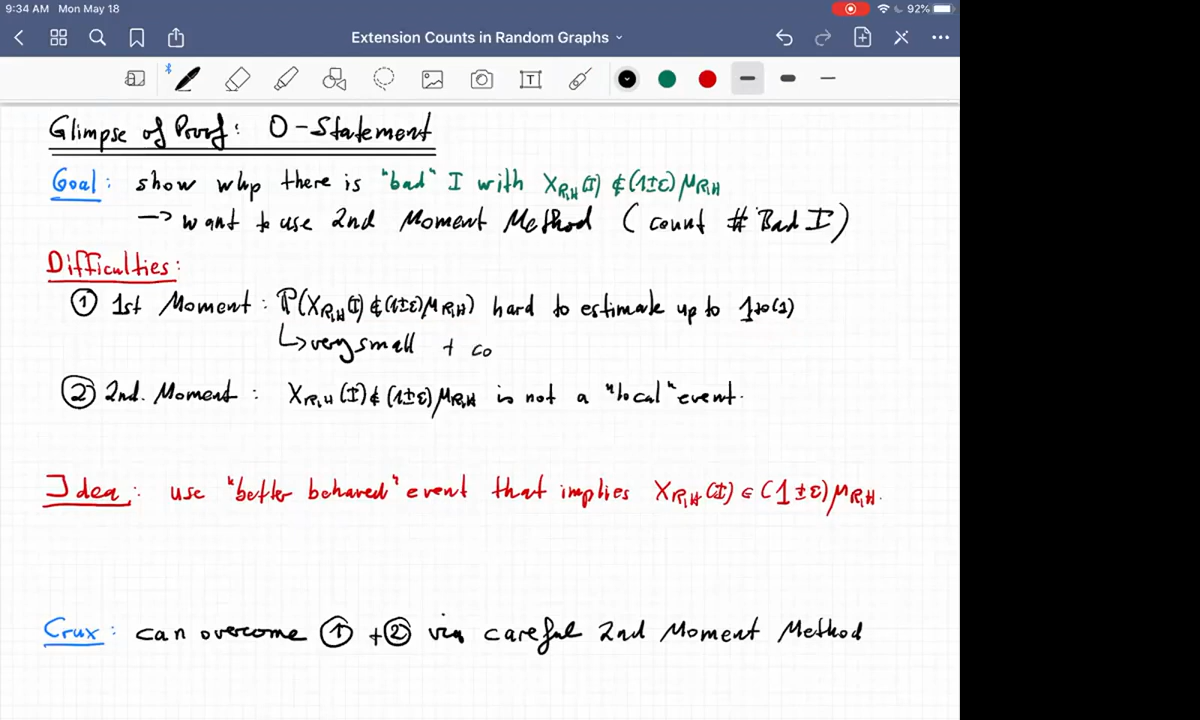 9:34 AM Mon May 18
92%
Extension Counts in Random Graphs
Glimpse of Proof: 0-Statement
Goal: show whp there is "bad" I with X_{R,H}(I) ∉ (1±ε) μ_{R,H}
→ want to use 2nd Moment Method (count # Bad I)
Difficulties:
① 1st Moment: ℙ(X_{R,H}(I) ∉ (1±ε) μ_{R,H}) hard to estimate up to 1+o(1)
↳ very small + co
② 2nd. Moment: X_{R,H}(I) ∉ (1±ε) μ_{R,H} is not a "local" event.
Idea: use "better behaved" event that implies X_{R,H}(I) ∈ (1±ε) μ_{R,H}.
Crux: can overcome ① + ② via careful 2nd Moment Method